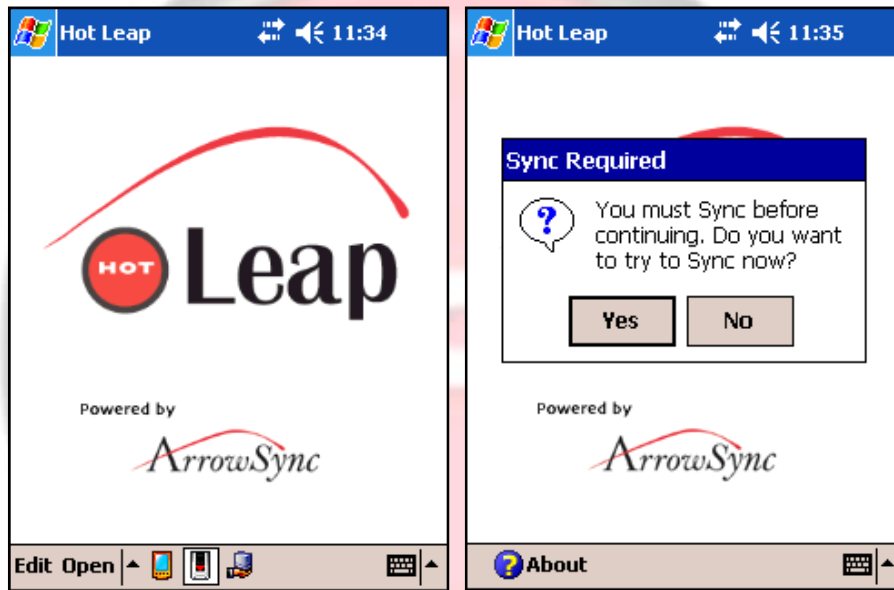 Hot Leap 11:34
HOT Leap
Powered by
ArrowSync
Edit Open
Hot Leap 11:35
Sync Required
?
You must Sync before
continuing. Do you want
to try to Sync now?
Yes No
Powered by
ArrowSync
? About